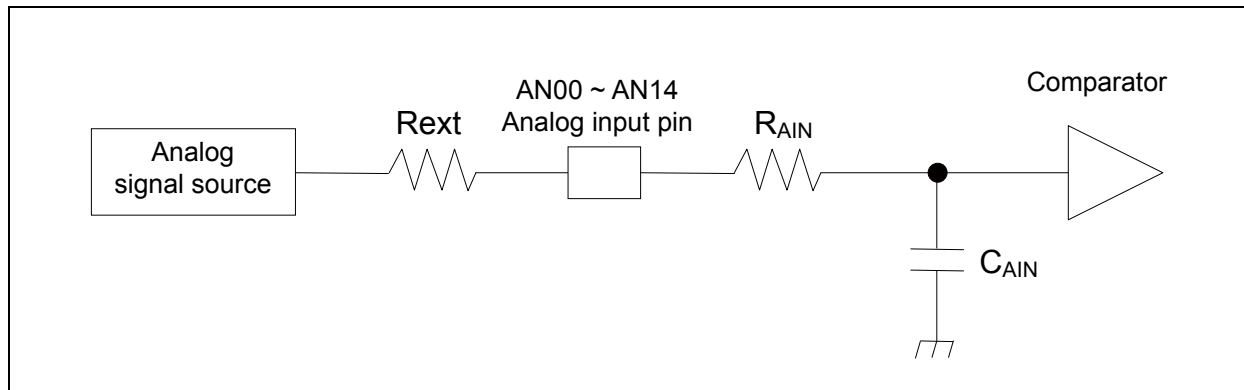 Analog
signal source
Rext
AN00 ~ AN14
Analog input pin
RAIN
Comparator
CAIN